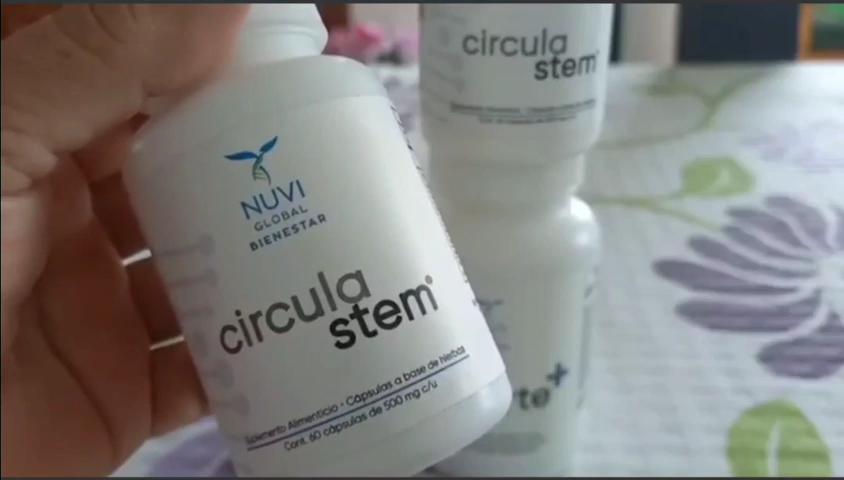 NUVI
GLOBAL
BIENESTAR
circula
stem
Suplemento Alimenticio • Cápsulas a base de hierbas
Cont. 60 cápsulas de 500 mg c/u
circula
stem